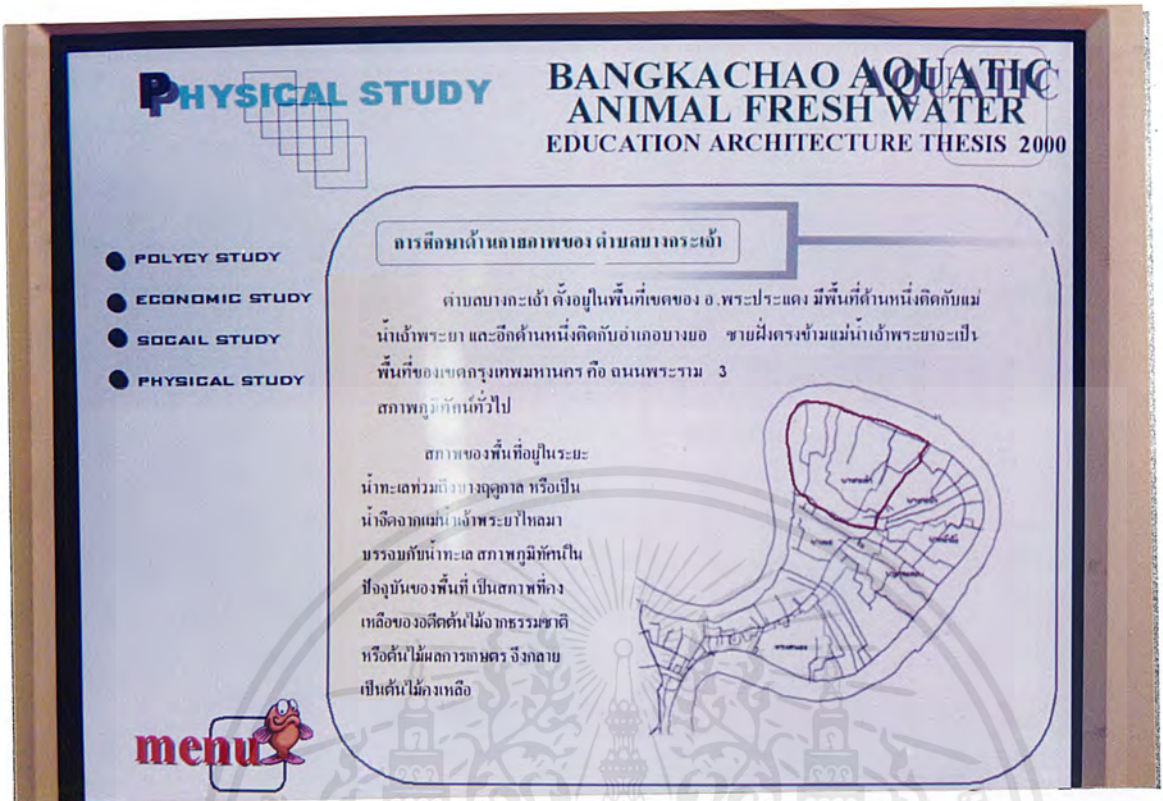 PHYSICAL STUDY
BANGKACHAO AQUATIC
AQUATIC
ANIMAL FRESH WATER
EDUCATION ARCHITECTURE THESIS 2000
POLYCY STUDY
ECONOMIC STUDY
SOCAIL STUDY
PHYSICAL STUDY
การศึกษาด้านกายภาพของ ตำบลบางกระเจ้า
ตำบลบางกะเจ้า ตั้งอยู่ในพื้นที่เขตของ อ.พระประแดง มีพื้นที่ด้านหนึ่งติดกับแม่
น้ำเจ้าพระยา และอีกด้านหนึ่งติดกับอำเภอบางยอ ชายฝั่งตรงข้ามแม่น้ำเจ้าพระยาจะเป็น
พื้นที่ของเขตกรุงเทพมหานคร คือ ถนนพระราม 3
สภาพภูมิทัศน์ทั่วไป
สภาพของพื้นที่อยู่ในระยะ
น้ำทะเลท่วมถึงบางฤดูกาล หรือเป็น
น้ำจืดจากแม่น้ำเจ้าพระยาไหลมา
บรรจบกับน้ำทะเล สภาพภูมิทัศน์ใน
ปัจจุบันของพื้นที่ เป็นสภาพที่คง
เหลือของอดีตต้นไม้จากธรรมชาติ
หรือต้นไม้ผลการเกษตร จึงกลาย
เป็นต้นไม้คงเหลือ
menu